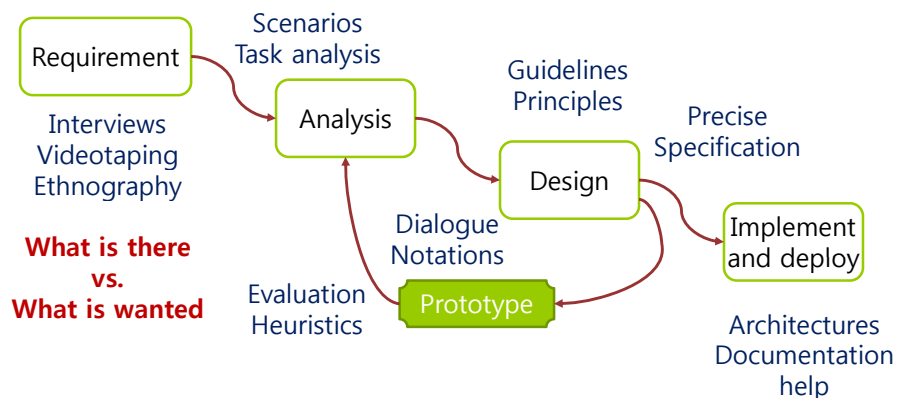 Requirement
Scenarios
Task analysis
Interviews
Videotaping
Ethnography
Analysis
Guidelines
Principles
Precise
Specification
Design
What is there
vs.
What is wanted
Dialogue
Notations
Implement
and deploy
Evaluation
Heuristics
Prototype
Architectures
Documentation
help